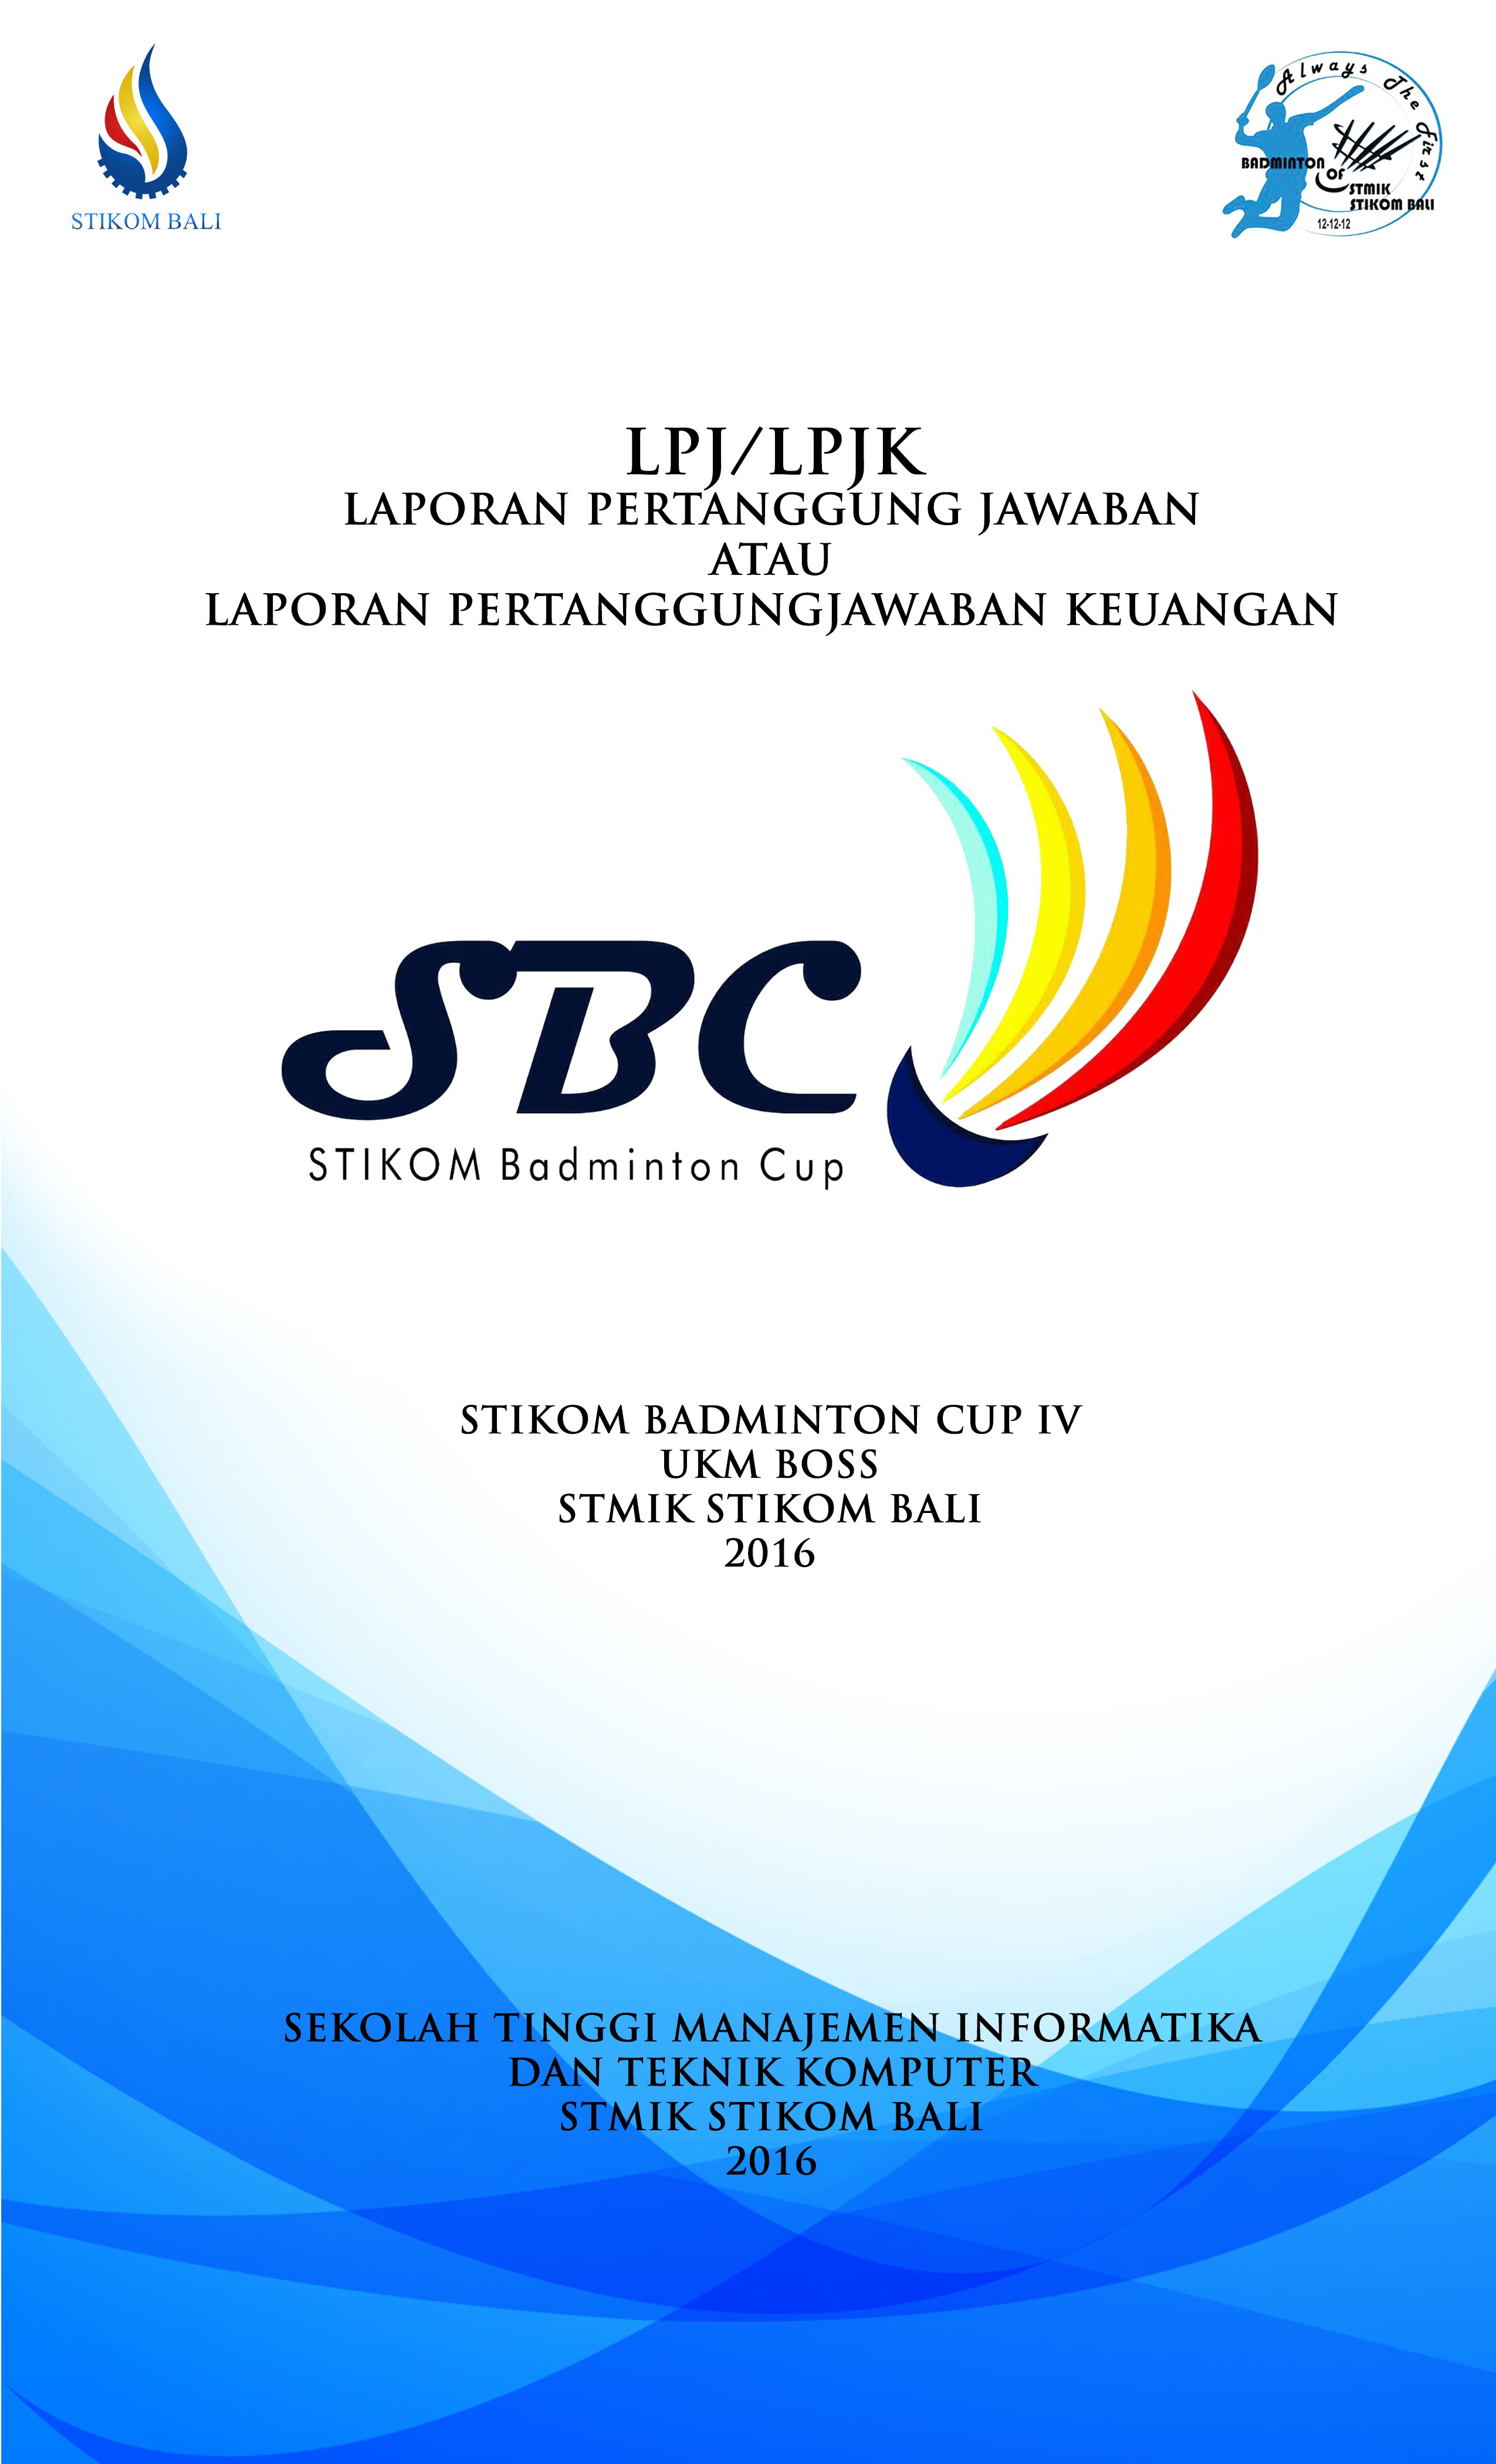 STIKOM BALI
Always The First
BADMINTON
OF
STMIK
STIKOM BALI
12-12-12
LPJ/LPJK
LAPORAN PERTANGGUNG JAWABAN
ATAU
LAPORAN PERTANGGUNGJAWABAN KEUANGAN
SBC
STIKOM Badminton Cup
STIKOM BADMINTON CUP IV
UKM BOSS
STMIK STIKOM BALI
2016
SEKOLAH TINGGI MANAJEMEN INFORMATIKA
DAN TEKNIK KOMPUTER
STMIK STIKOM BALI
2016